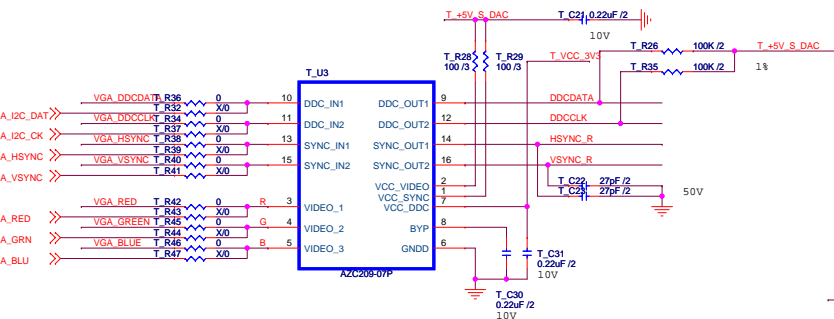 T_+5V_S_DAC
T_C21 0.22uF /2
10V
T_R28
100 /3
T_R29
100 /3
T_VCC_3V3
T_R26 100K /2
T_+5V_S_DAC
T_R35 100K /2
1%
T_U3
VGA_DDCDATA T_R36 0
10 DDC_IN1 DDC_OUT1 9 DDCDATA
A_I2C_DAT T_R32 X/0
VGA_DDCCLK T_R34 0
11 DDC_IN2 DDC_OUT2 12 DDCCLK
A_I2C_CK T_R37 X/0
VGA_HSYNC T_R38 0
13 SYNC_IN1 SYNC_OUT1 14 HSYNC_R
A_HSYNC T_R39 X/0
VGA_VSYNC T_R40 0
15 SYNC_IN2 SYNC_OUT2 16 VSYNC_R
A_VSYNC T_R41 X/0
VCC_VIDEO 2
VCC_SYNC 1
VCC_DDC 7
T_C22 27pF /2
T_C23 27pF /2
50V
VGA_RED T_R42 0 R
3 VIDEO_1
A_RED T_R43 X/0
VGA_GREEN T_R45 0 G
4 VIDEO_2 BYP 8
A_GRN T_R44 X/0
VGA_BLUE T_R46 0 B
5 VIDEO_3 GNDD 6
A_BLU T_R47 X/0
AZC209-07P
T_C31
0.22uF /2
10V
T_C30
0.22uF /2
10V